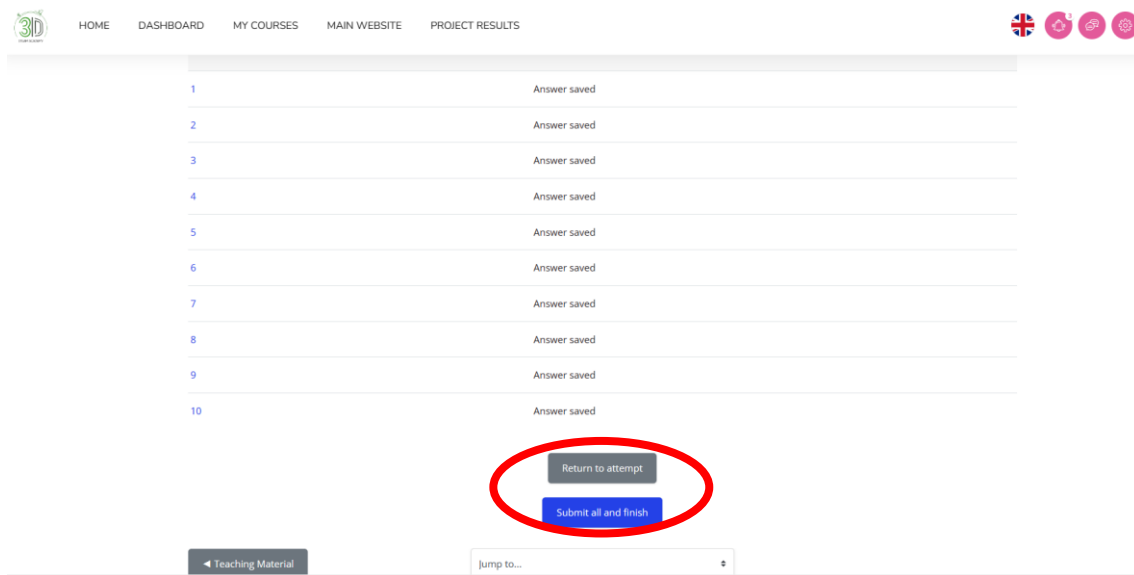 3D
HOME DASHBOARD MY COURSES MAIN WEBSITE PROJECT RESULTS
1 Answer saved
2 Answer saved
3 Answer saved
4 Answer saved
5 Answer saved
6 Answer saved
7 Answer saved
8 Answer saved
9 Answer saved
10 Answer saved
Return to attempt
Submit all and finish
◄ Teaching Material Jump to...